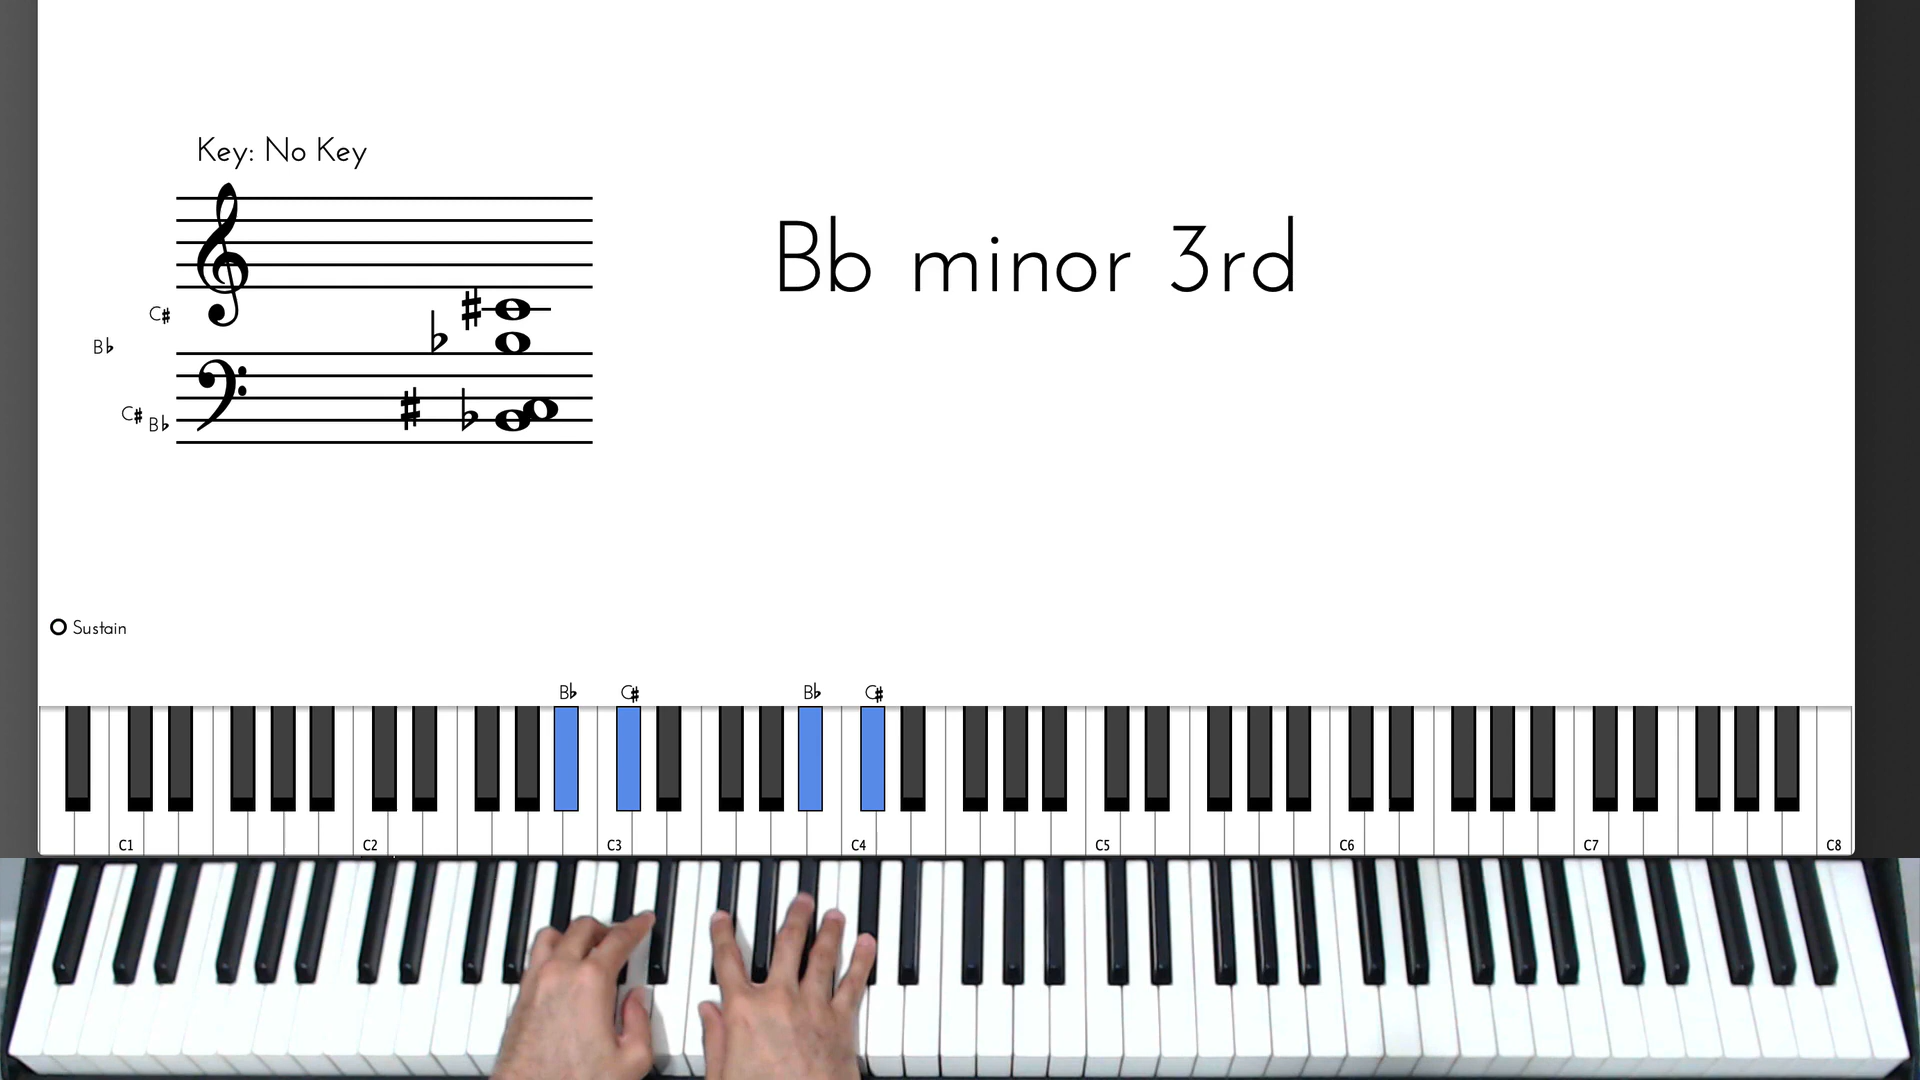 Key: No Key
Bb minor 3rd
C♯
B♭
C♯ B♭
Sustain
B♭ C♯ B♭ C♯
C1 C2 C3 C4 C5 C6 C7 C8